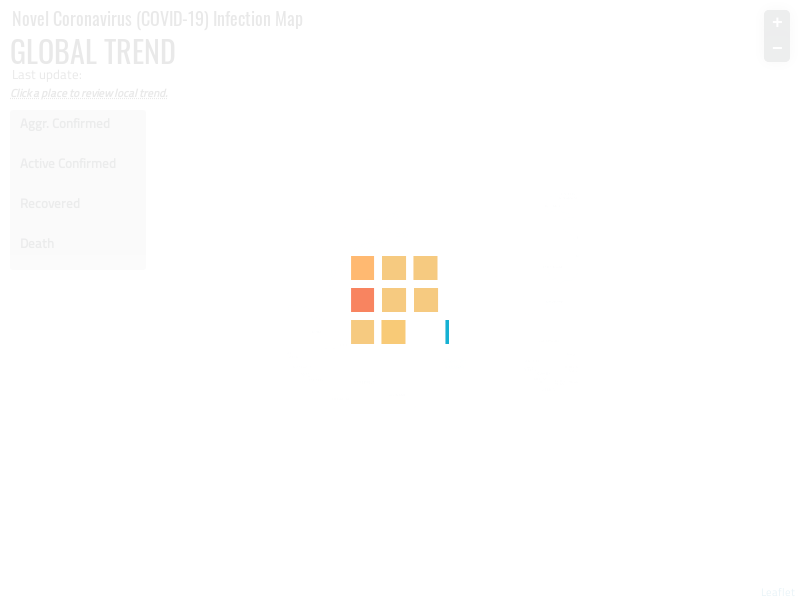 Novel Coronavirus (COVID-19) Infection Map
GLOBAL TREND
Last update:
Click a place to review local trend.
Aggr. Confirmed
Active Confirmed
Recovered
Death
+
−
Leaflet